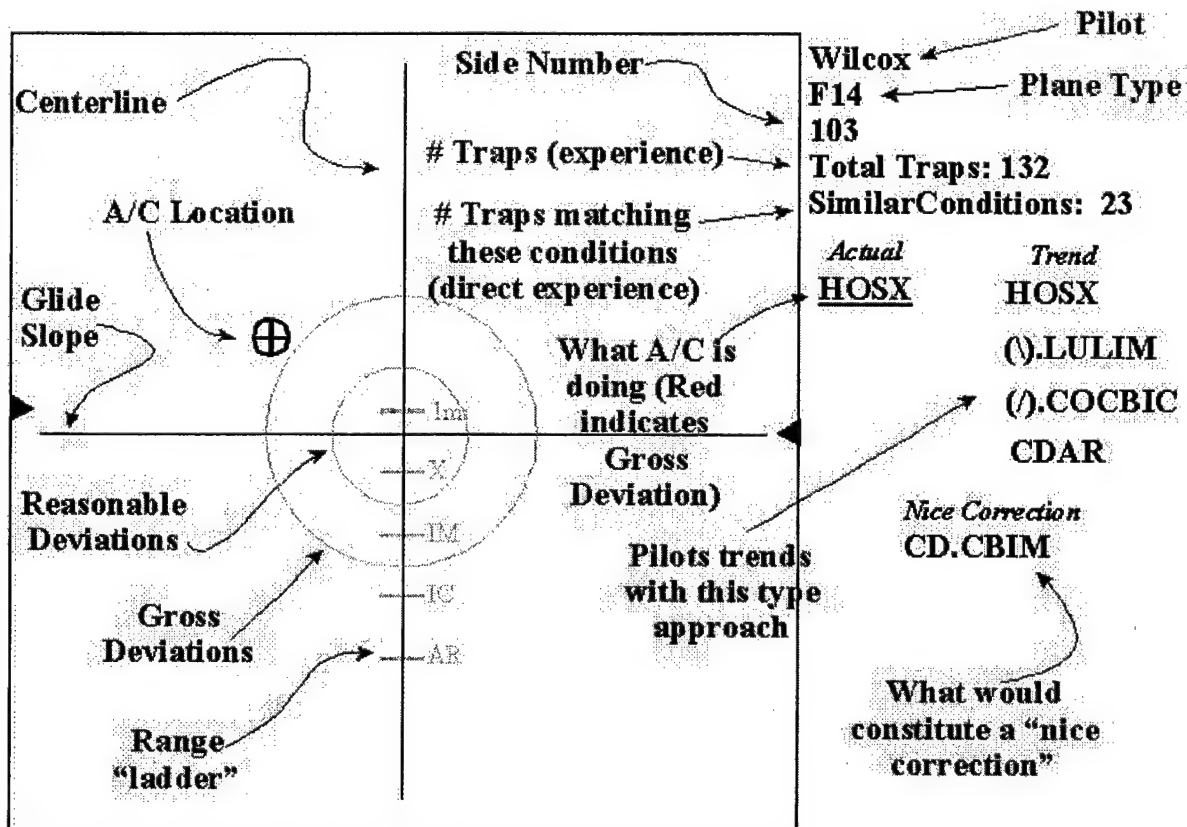 Pilot
Wilcox
Plane Type
F14
103
Total Traps: 132
SimilarConditions: 23
Side Number
# Traps (experience)
# Traps matching
these conditions
(direct experience)
Centerline
A/C Location
Glide
Slope
Reasonable
Deviations
Gross
Deviations
Range
“ladder”
1m
X
IM
IC
AR
What A/C is
doing (Red
indicates
Gross
Deviation)
Pilots trends
with this type
approach
Actual
HOSX
Trend
HOSX
(\).LULIM
(/).COCBIC
CDAR
Nice Correction
CD.CBIM
What would
constitute a “nice
correction”